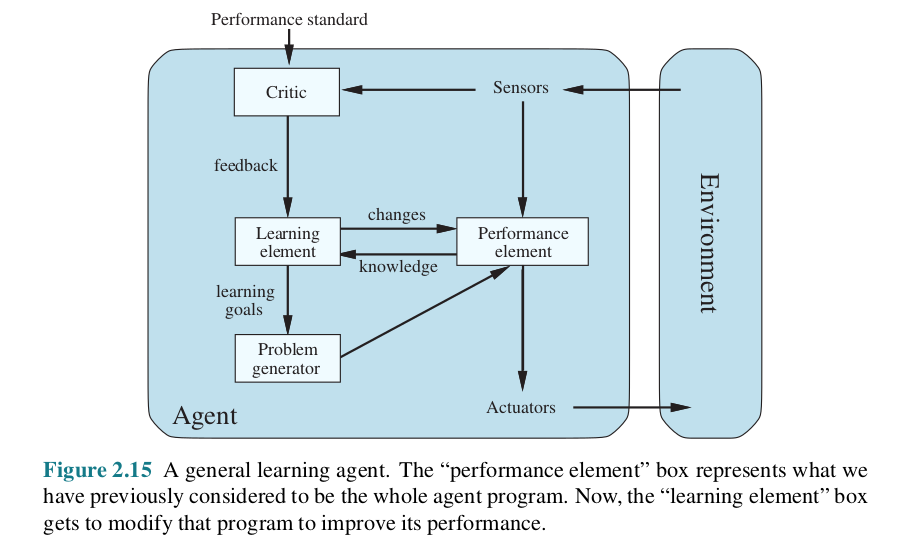 Performance standard
Critic
Sensors
feedback
changes
Learning
element
Performance
element
knowledge
learning
goals
Problem
generator
Agent
Actuators
Environment
Figure 2.15 A general learning agent. The “performance element” box represents what we
have previously considered to be the whole agent program. Now, the “learning element” box
gets to modify that program to improve its performance.